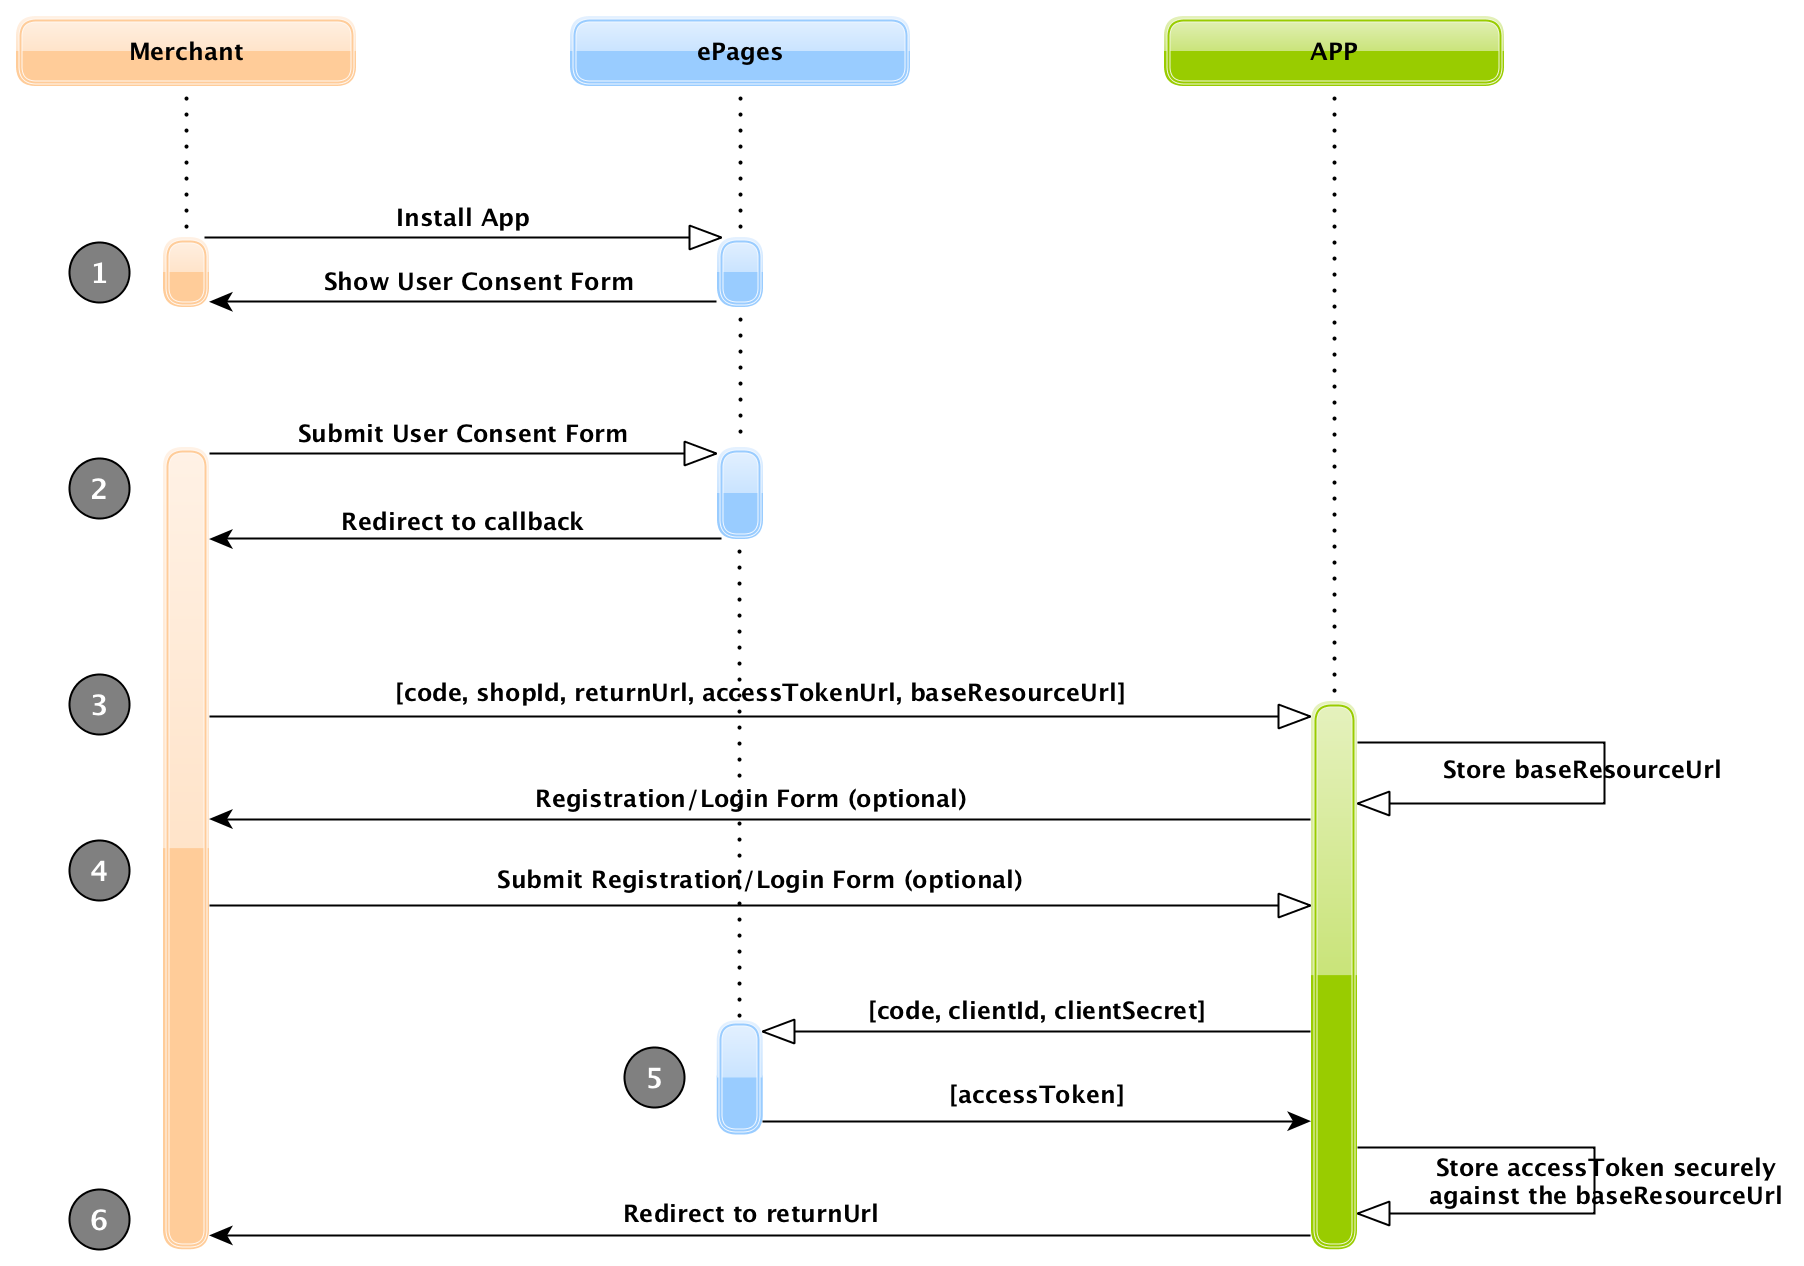 Merchant
ePages
APP
Install App
1
Show User Consent Form
Submit User Consent Form
2
Redirect to callback
3
[code, shopId, returnUrl, accessTokenUrl, baseResourceUrl]
Store baseResourceUrl
Registration/Login Form (optional)
4
Submit Registration/Login Form (optional)
[code, clientId, clientSecret]
5
[accessToken]
Store accessToken securely
against the baseResourceUrl
6
Redirect to returnUrl